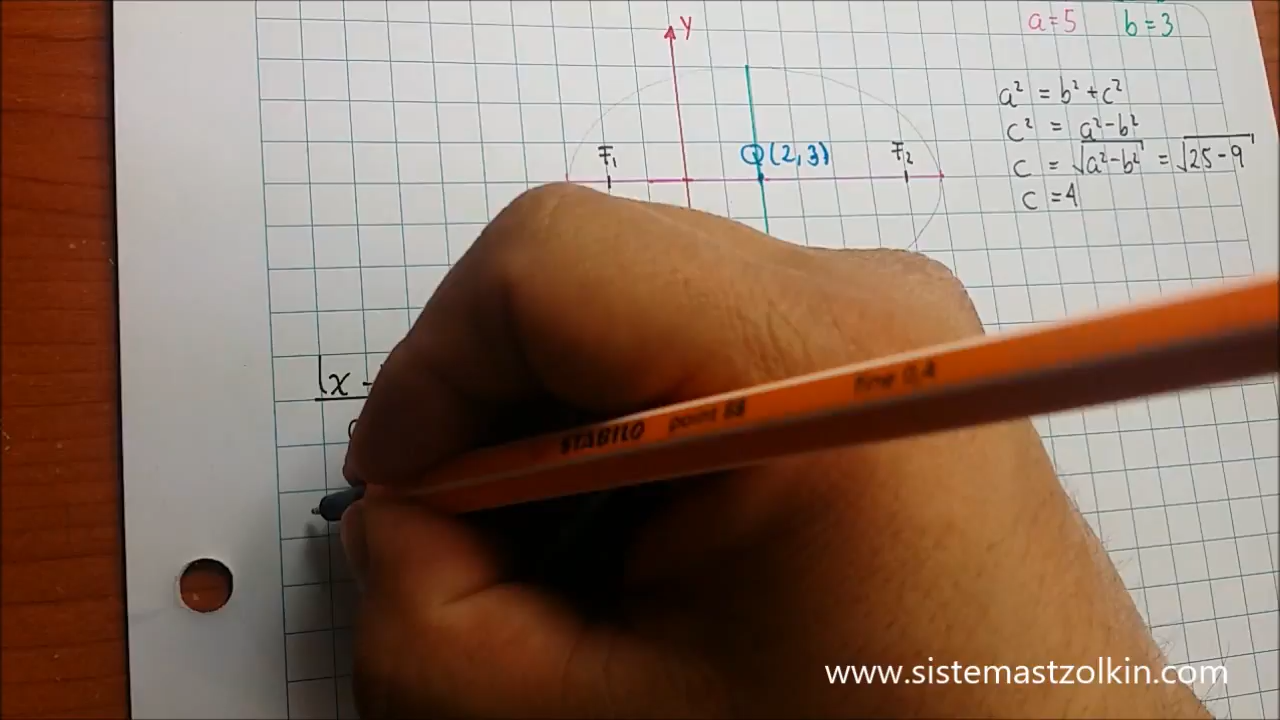 a=5 b=3
y
a² = b² + c²
c² = a²-b²
F₁ O(2,3) F₂
c = √a²-b² = √25-9
c = 4
(x -
STABILO point 88 fine 0,4
www.sistemastzolkin.com